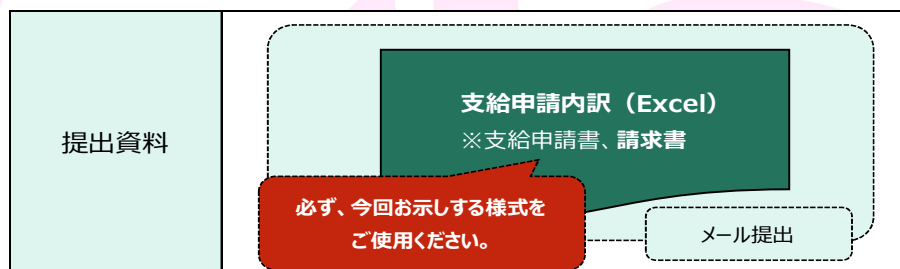 提出資料
支給申請内訳（Excel）
※支給申請書、請求書
必ず、今回お示しする様式を
ご使用ください。
メール提出